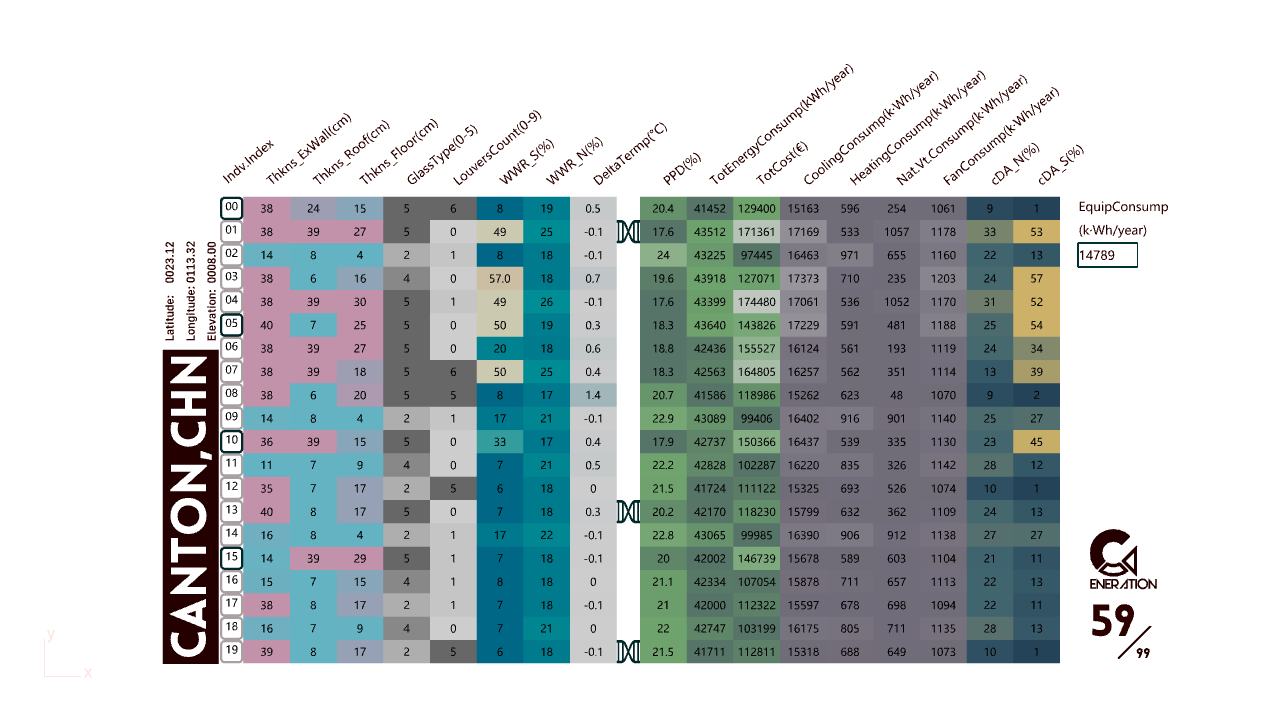 Indv.Index Thkns_ExWall(cm) Thkns_Roof(cm) Thkns_Floor(cm) GlassType(0-5) LouversCount(0-9) WWR_S(%) WWR_N(%) DeltaTermp(°C) PPD(%) TotEnergyConsump(kWh/year) TotCost(€) CoolingConsump(k·Wh/year) HeatingConsump(k·Wh/year) Nat.Vt.Consump(k·Wh/year) FanConsump(k·Wh/year) cDA_N(%) cDA_S(%)
00 38 24 15 5 6 8 19 0.5 20.4 41452 129400 15163 596 254 1061 9 1
01 38 39 27 5 0 49 25 -0.1 17.6 43512 171361 17169 533 1057 1178 33 53
02 14 8 4 2 1 8 18 -0.1 24 43225 97445 16463 971 655 1160 22 13
03 38 6 16 4 0 57.0 18 0.7 19.6 43918 127071 17373 710 235 1203 24 57
04 38 39 30 5 1 49 26 -0.1 17.6 43399 174480 17061 536 1052 1170 31 52
05 40 7 25 5 0 50 19 0.3 18.3 43640 143826 17229 591 481 1188 25 54
06 38 39 27 5 0 20 18 0.6 18.8 42436 155527 16124 561 193 1119 24 34
07 38 39 18 5 6 50 25 0.4 18.3 42563 164805 16257 562 351 1114 13 39
08 38 6 20 5 5 8 17 1.4 20.7 41586 118986 15262 623 48 1070 9 2
09 14 8 4 2 1 17 21 -0.1 22.9 43089 99406 16402 916 901 1140 25 27
10 36 39 15 5 0 33 17 0.4 17.9 42737 150366 16437 539 335 1130 23 45
11 11 7 9 4 0 7 21 0.5 22.2 42828 102287 16220 835 326 1142 28 12
12 35 7 17 2 5 6 18 0 21.5 41724 111122 15325 693 526 1074 10 1
13 40 8 17 5 0 7 18 0.3 20.2 42170 118230 15799 632 362 1109 24 13
14 16 8 4 2 1 17 22 -0.1 22.8 43065 99985 16390 906 912 1138 27 27
15 14 39 29 5 1 7 18 -0.1 20 42002 146739 15678 589 603 1104 21 11
16 15 7 15 4 1 8 18 0 21.1 42334 107054 15878 711 657 1113 22 13
17 38 8 17 2 1 7 18 -0.1 21 42000 112322 15597 678 698 1094 22 11
18 16 7 9 4 0 7 21 0 22 42747 103199 16175 805 711 1135 28 13
19 39 8 17 2 5 6 18 -0.1 21.5 41711 112811 15318 688 649 1073 10 1
Latitude: 0023.12
Longitude: 0113.32
Elevation: 0008.00
CANTON,CHN
EquipConsump
(k·Wh/year)
14789
ENERATION
59/99
y
x